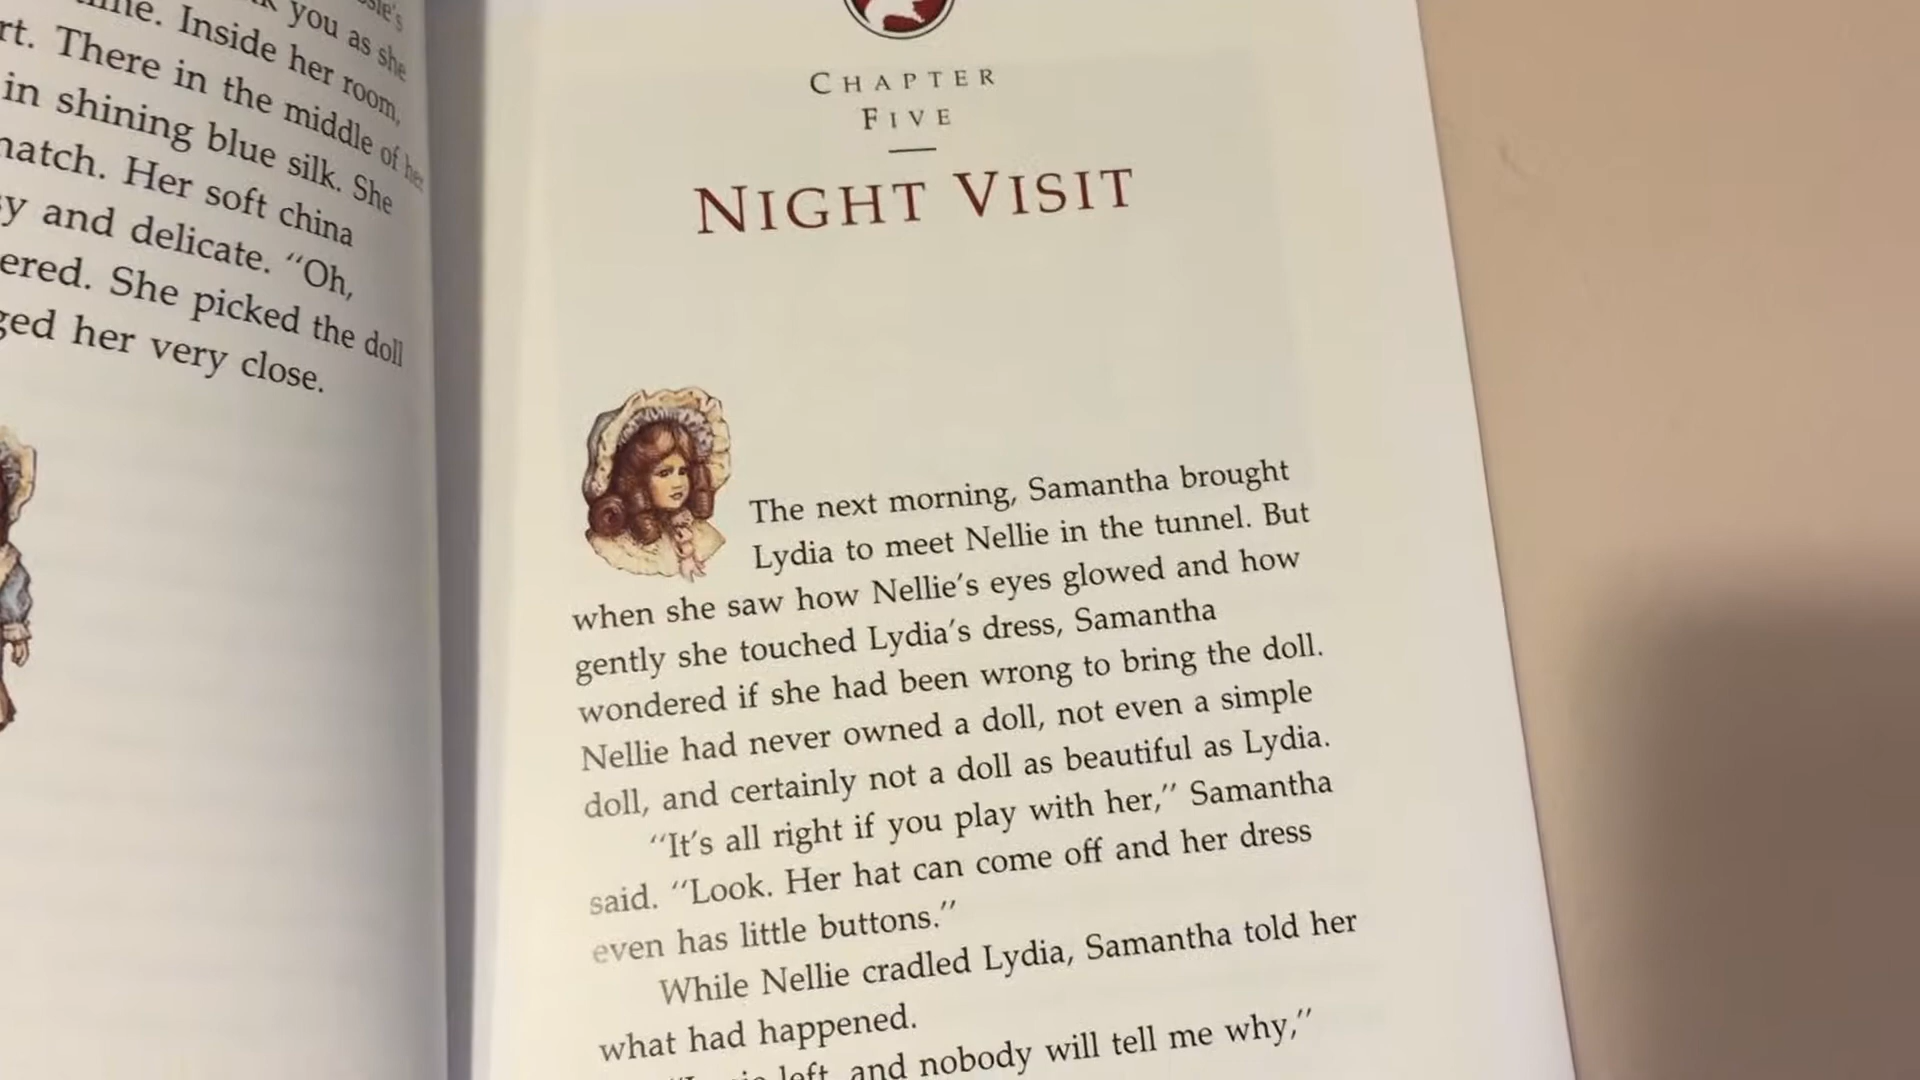 you as she
Inside her room,
There in the middle of her
in shining blue silk. She
Her soft china
and delicate. “Oh,
She picked the doll
her very close.
CHAPTER
FIVE
NIGHT VISIT
The next morning, Samantha brought
Lydia to meet Nellie in the tunnel. But
when she saw how Nellie’s eyes glowed and how
gently she touched Lydia’s dress, Samantha
wondered if she had been wrong to bring the doll.
Nellie had never owned a doll, not even a simple
doll, and certainly not a doll as beautiful as Lydia.
“It’s all right if you play with her,” Samantha
said. “Look. Her hat can come off and her dress
even has little buttons.”
While Nellie cradled Lydia, Samantha told her
what had happened.
left, and nobody will tell me why,”